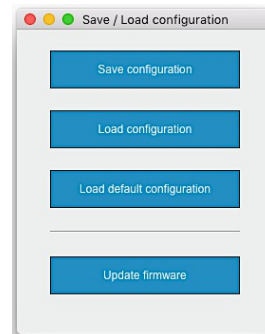 Save / Load configuration
Save configuration
Load configuration
Load default configuration
Update firmware